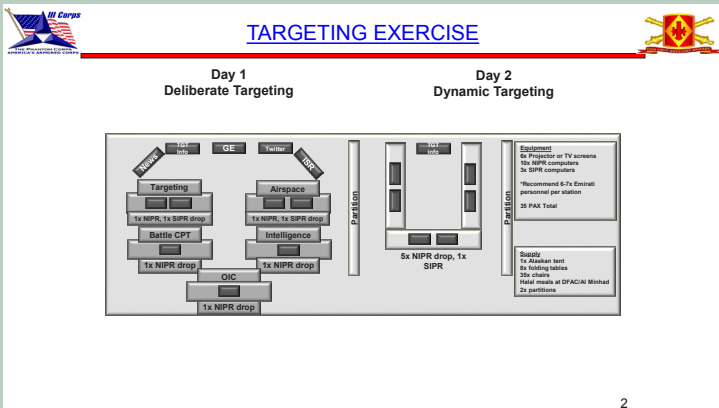 III Corps
THE PHANTOM CORPS
AMERICA'S ARMORED CORPS
TARGETING EXERCISE
Day 1
Deliberate Targeting
Day 2
Dynamic Targeting
News
TGT
Info
GE
Twitter
ISR
Targeting
1x NIPR, 1x SIPR drop
Airspace
1x NIPR, 1x SIPR drop
Battle CPT
1x NIPR drop
Intelligence
1x NIPR drop
OIC
1x NIPR drop
Partition
TGT
info
5x NIPR drop, 1x
SIPR
Partition
Equipment
6x Projector or TV screens
10x NIPR computers
3x SIPR computers
*Recommend 6-7x Emirati
personnel per station
35 PAX Total
Supply
1x Alaskan tent
8x folding tables
35x chairs
Halal meals at DFAC/Al Minhad
2x partitions
2